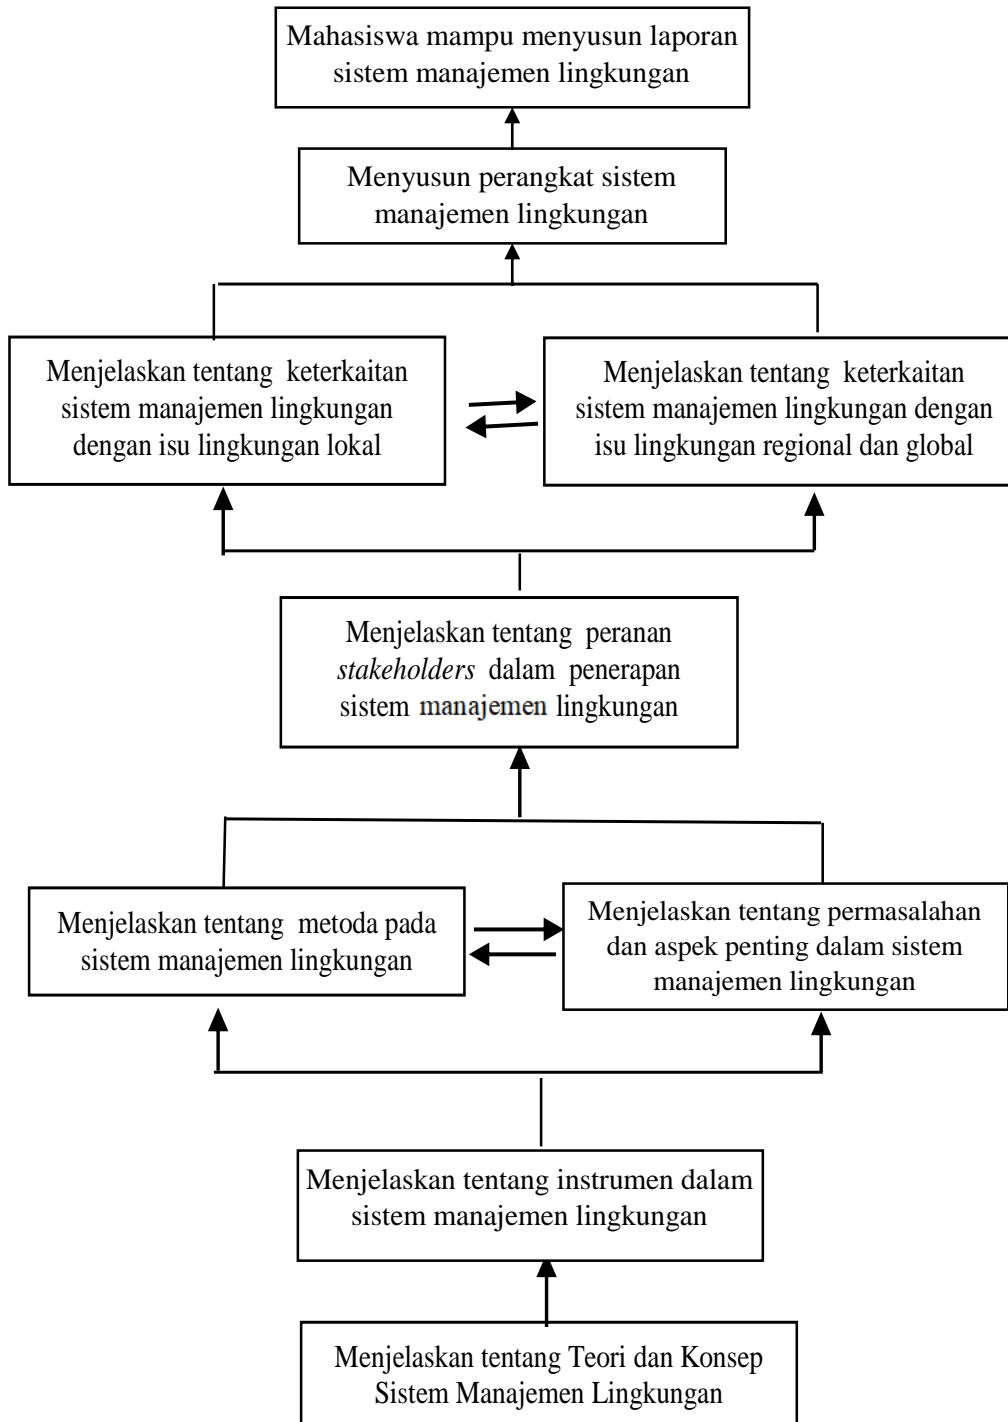 Mahasiswa mampu menyusun laporan
sistem manajemen lingkungan
Menyusun perangkat sistem
manajemen lingkungan
Menjelaskan tentang keterkaitan
sistem manajemen lingkungan
dengan isu lingkungan lokal
Menjelaskan tentang keterkaitan
sistem manajemen lingkungan dengan
isu lingkungan regional dan global
Menjelaskan tentang peranan
stakeholders dalam penerapan
sistem manajemen lingkungan
Menjelaskan tentang metoda pada
sistem manajemen lingkungan
Menjelaskan tentang permasalahan
dan aspek penting dalam sistem
manajemen lingkungan
Menjelaskan tentang instrumen dalam
sistem manajemen lingkungan
Menjelaskan tentang Teori dan Konsep
Sistem Manajemen Lingkungan